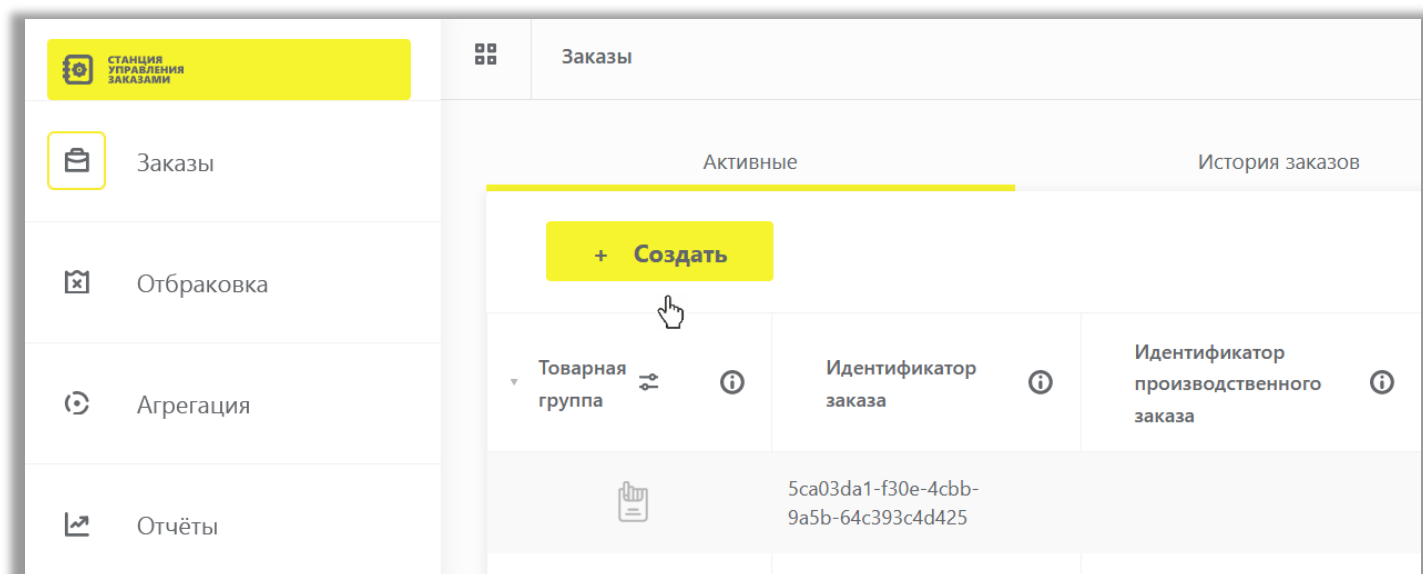 СТАНЦИЯ
УПРАВЛЕНИЯ
ЗАКАЗАМИ
Заказы
Заказы
Отбраковка
Агрегация
Отчёты
Активные
История заказов
+ Создать
Товарная
группа
Идентификатор
заказа
Идентификатор
производственного
заказа
5ca03da1-f30e-4cbb-
9a5b-64c393c4d425